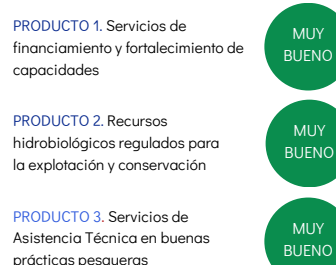 PRODUCTO 1. Servicios de
financiamiento y fortalecimiento de
capacidades
MUY
BUENO
PRODUCTO 2. Recursos
hidrobiológicos regulados para
la explotación y conservación
MUY
BUENO
PRODUCTO 3. Servicios de
Asistencia Técnica en buenas
prácticas pesqueras
MUY
BUENO